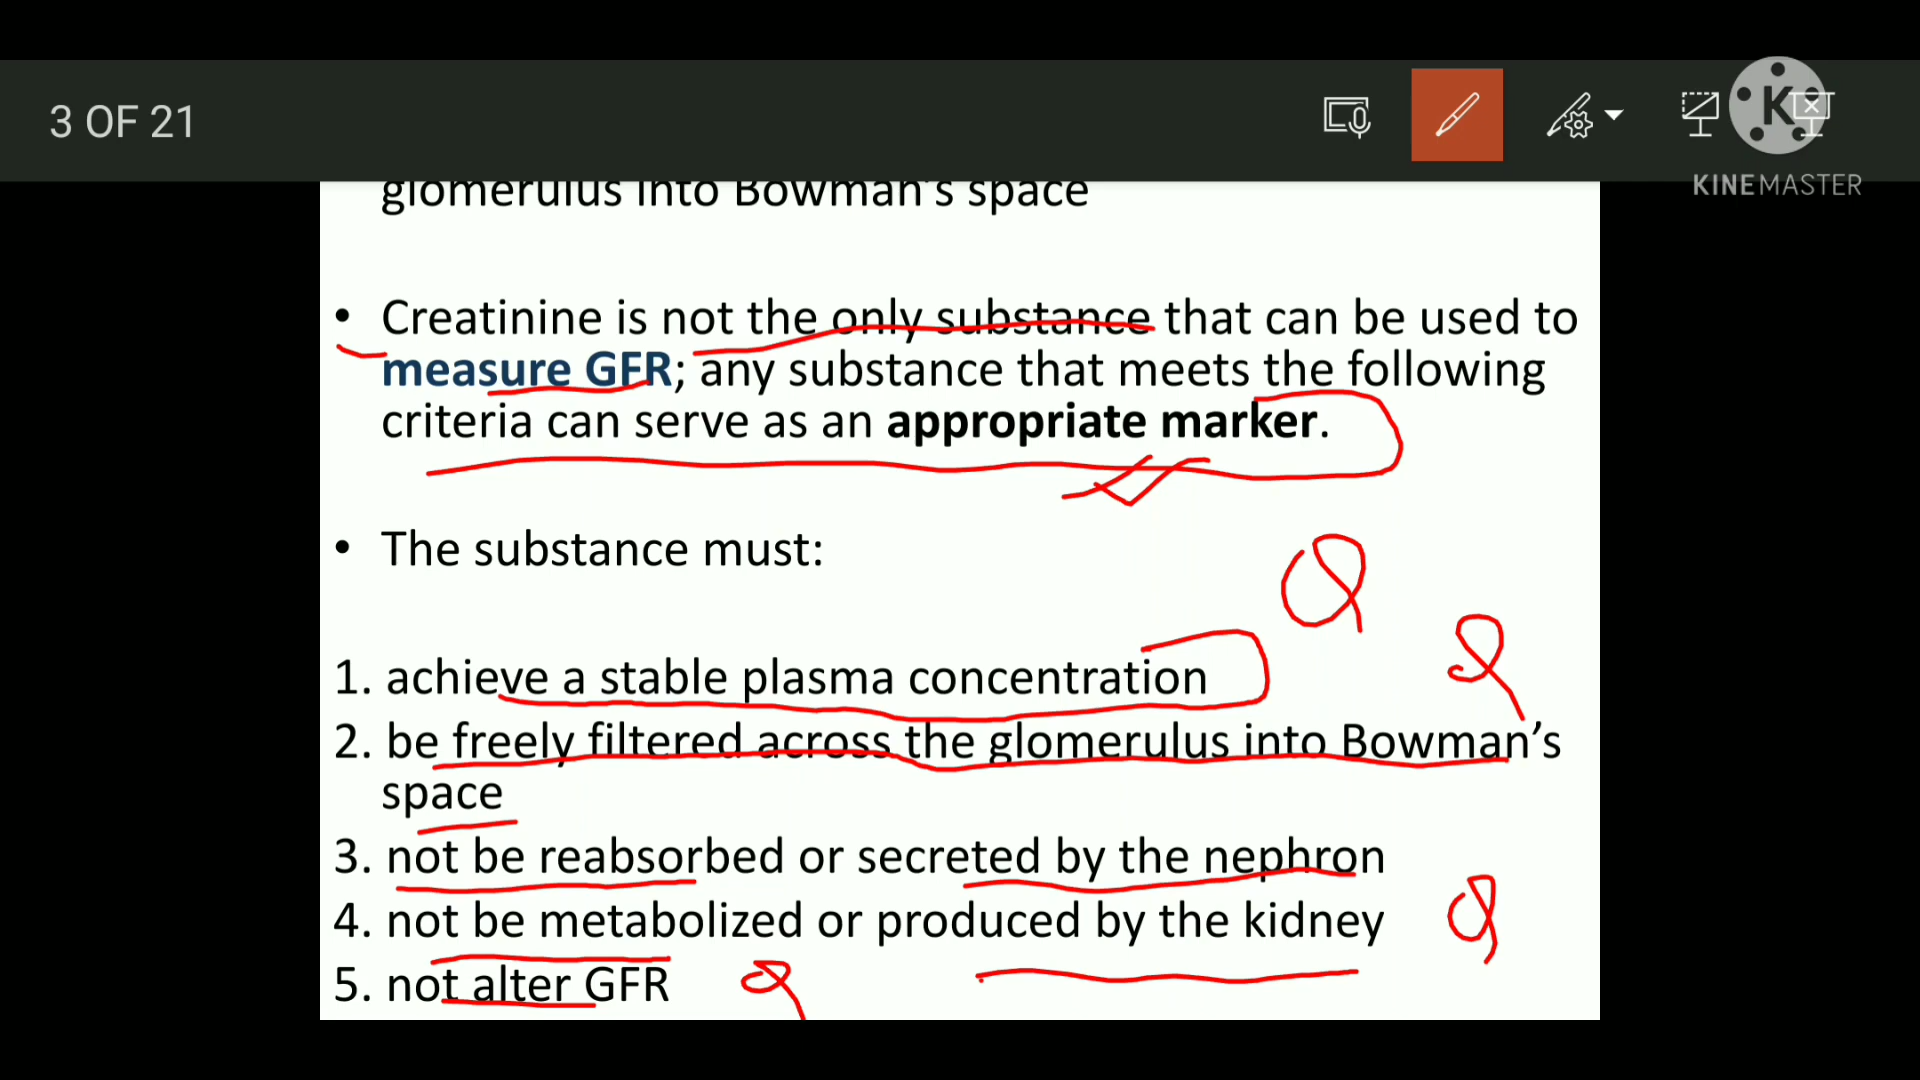 3 OF 21
K
KINEMASTER
glomerulus into Bowman's space
• Creatinine is not the only substance that can be used to
measure GFR; any substance that meets the following
criteria can serve as an appropriate marker.
• The substance must:
1. achieve a stable plasma concentration
2. be freely filtered across the glomerulus into Bowman’s
space
3. not be reabsorbed or secreted by the nephron
4. not be metabolized or produced by the kidney
5. not alter GFR